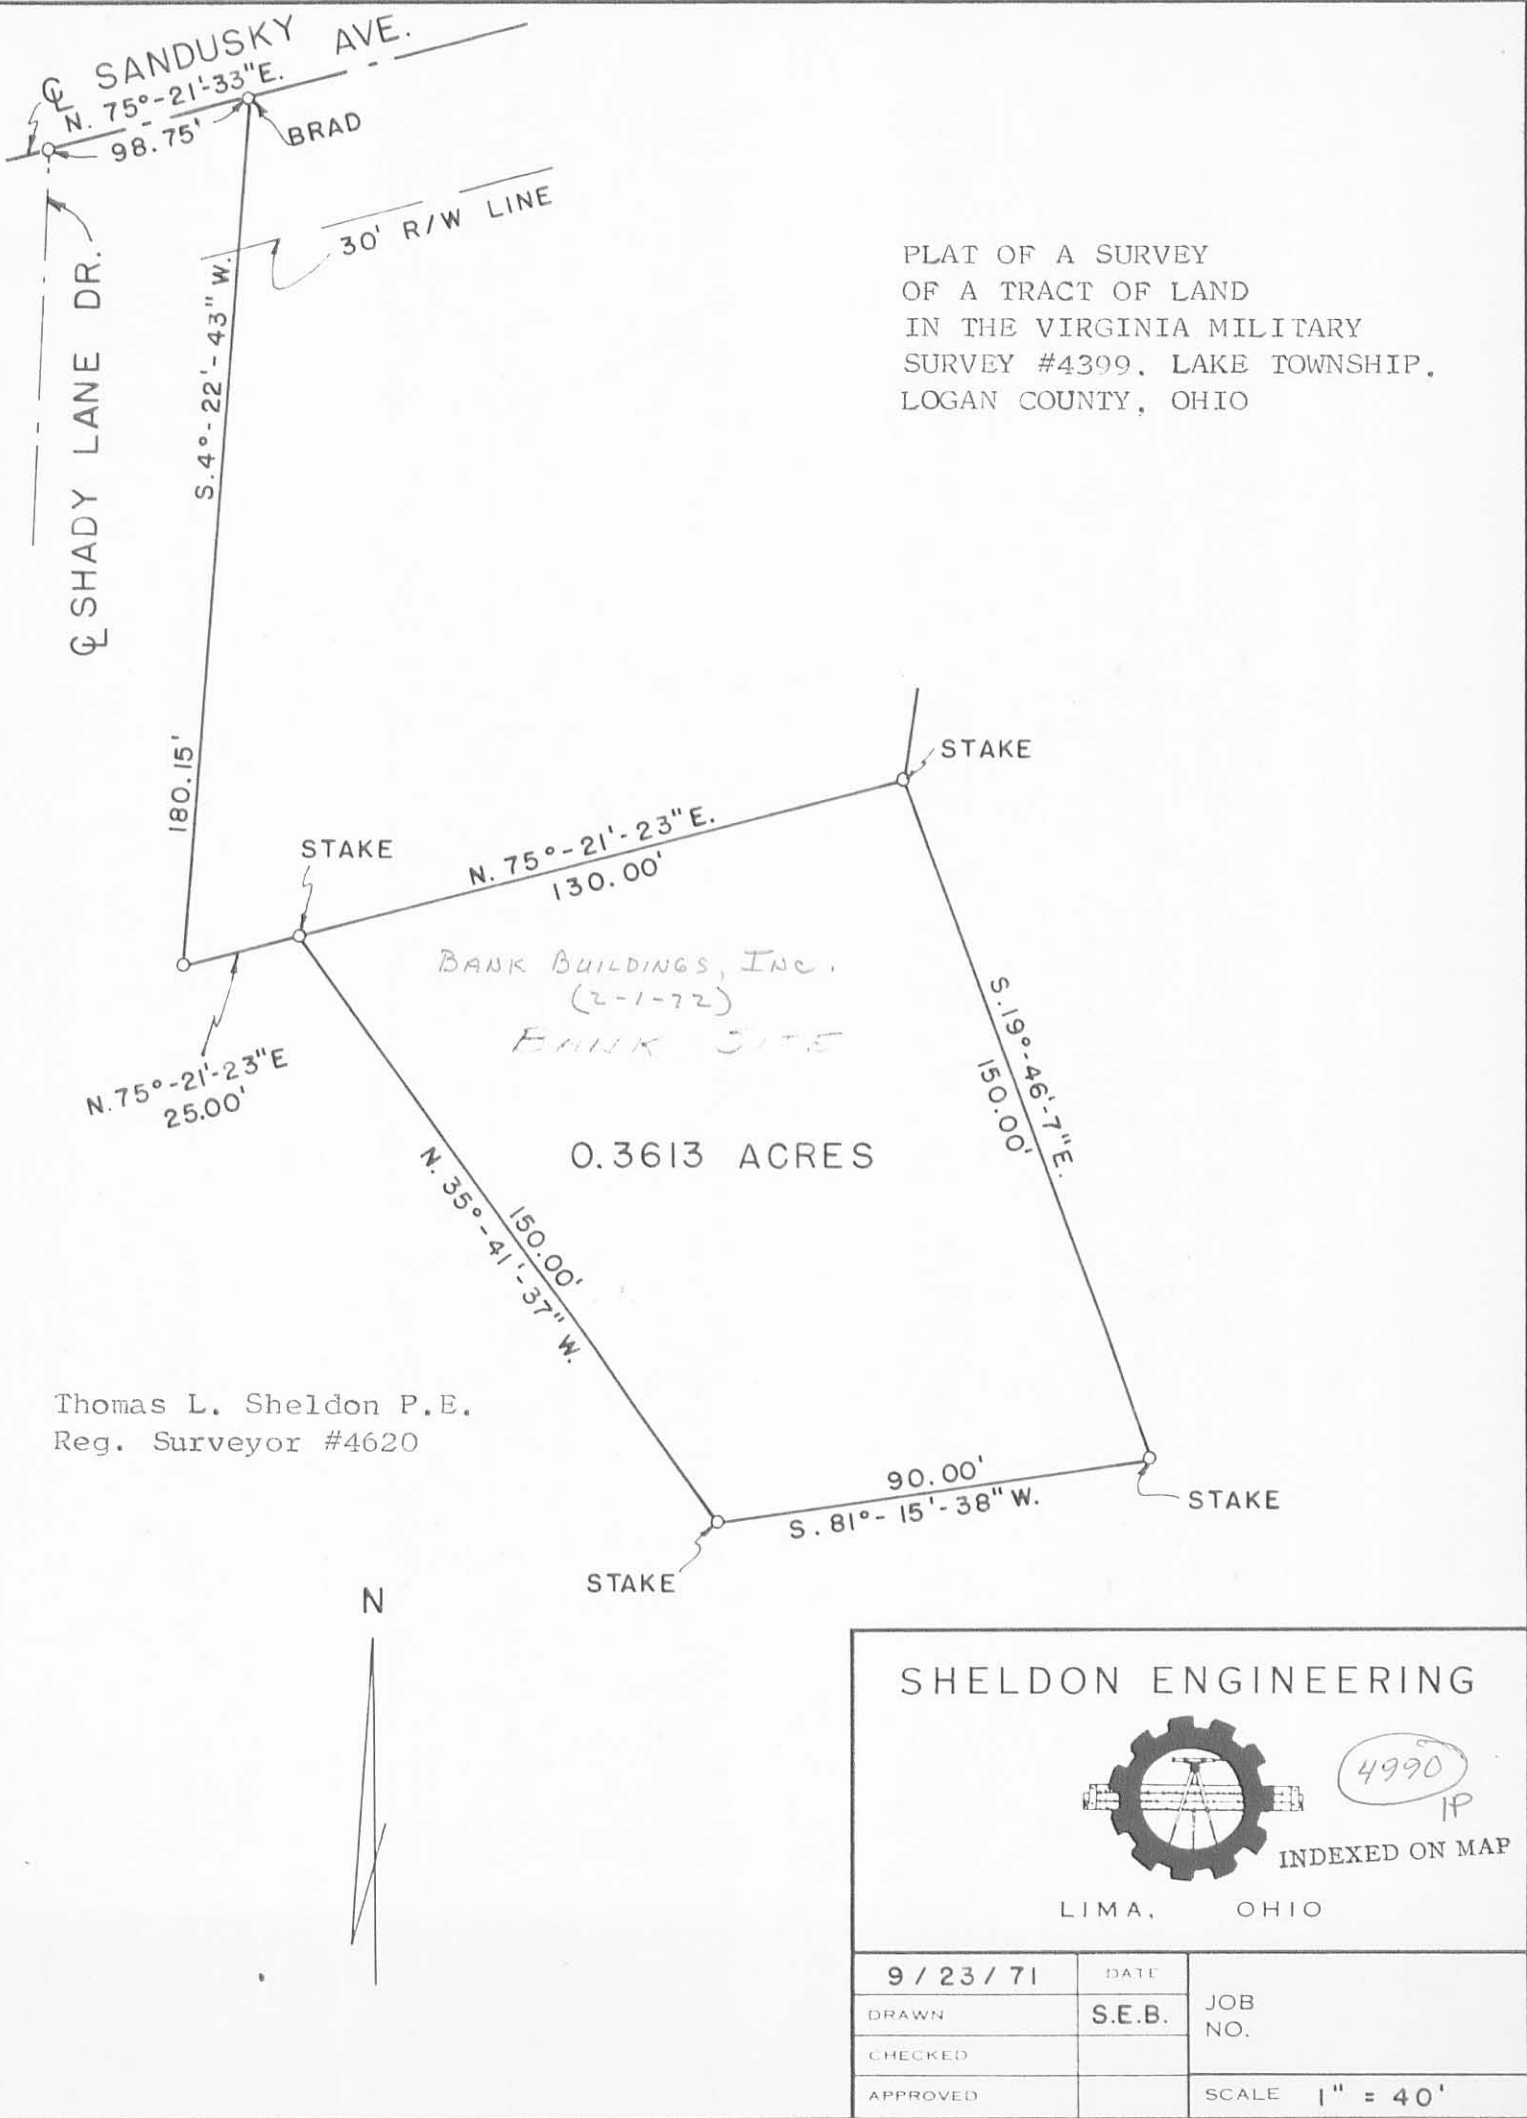 ℄ SANDUSKY AVE.
N. 75°-21'-33"E.
98.75'
BRAD
30' R/W LINE
℄ SHADY LANE DR.
S.4°-22'-43" W.
180.15'
PLAT OF A SURVEY
OF A TRACT OF LAND
IN THE VIRGINIA MILITARY
SURVEY #4399, LAKE TOWNSHIP,
LOGAN COUNTY, OHIO
STAKE
STAKE
N. 75°-21'-23"E.
130.00'
BANK BUILDINGS, INC.
(2-1-72)
BANK SITE
N.75°-21'-23"E
25.00'
S.19°-46'-7"E.
150.00'
0.3613 ACRES
150.00'
N. 35°-41'-37" W.
Thomas L. Sheldon P.E.
Reg. Surveyor #4620
90.00'
S. 81°-15'-38" W.
STAKE
STAKE
N
SHELDON ENGINEERING
4990
1P
INDEXED ON MAP
LIMA, OHIO
9/23/71 DATE
DRAWN S.E.B.
JOB
NO.
CHECKED
APPROVED
SCALE 1" = 40'